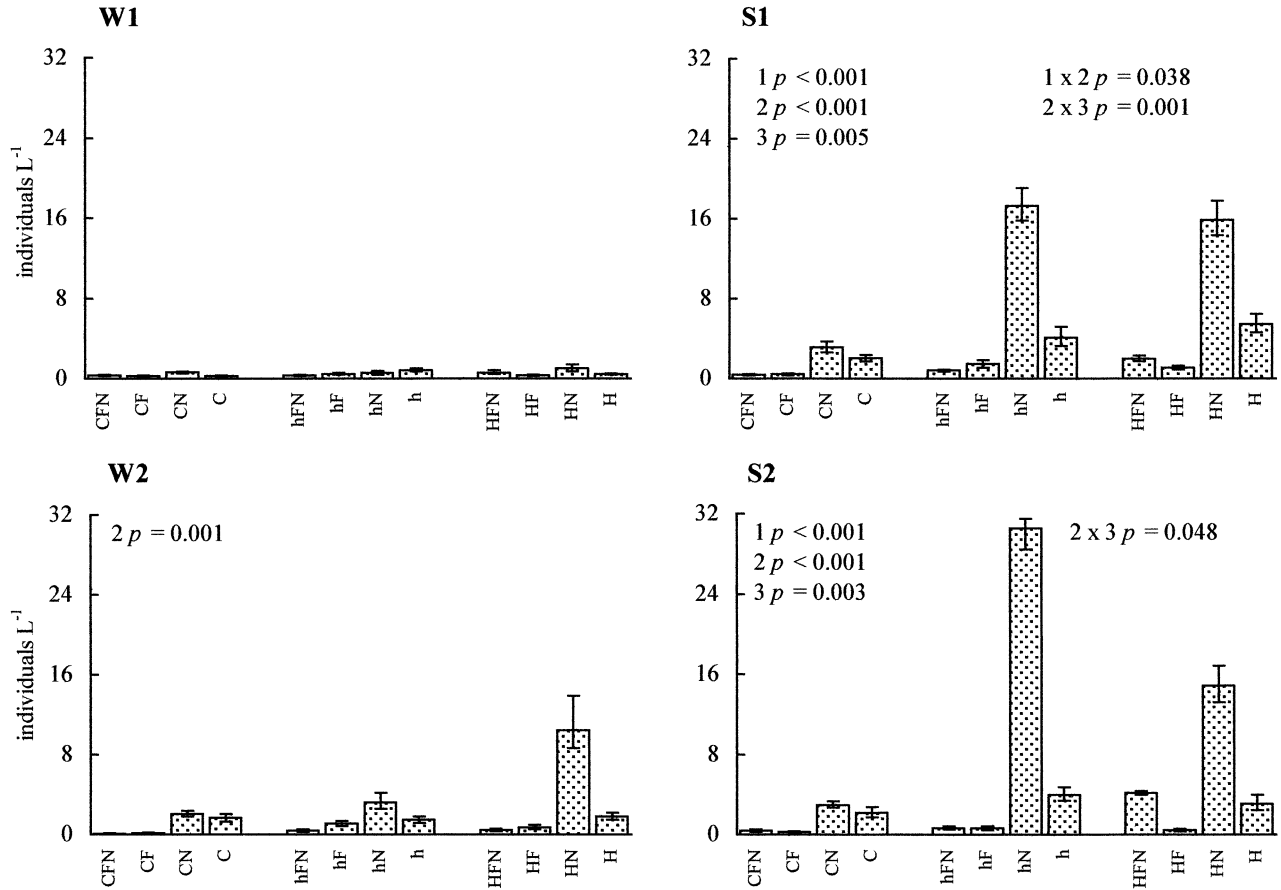 W1
individuals L-1
32
24
16
8
0
CFN CF CN C hFN hF hN h HFN HF HN H
S1
32
24
16
8
0
1 p < 0.001
2 p < 0.001
3 p = 0.005
1 x 2 p = 0.038
2 x 3 p = 0.001
CFN CF CN C hFN hF hN h HFN HF HN H
W2
individuals L-1
32
24
16
8
0
2 p = 0.001
CFN CF CN C hFN hF hN h HFN HF HN H
S2
32
24
16
8
0
1 p < 0.001
2 p < 0.001
3 p = 0.003
2 x 3 p = 0.048
CFN CF CN C hFN hF hN h HFN HF HN H